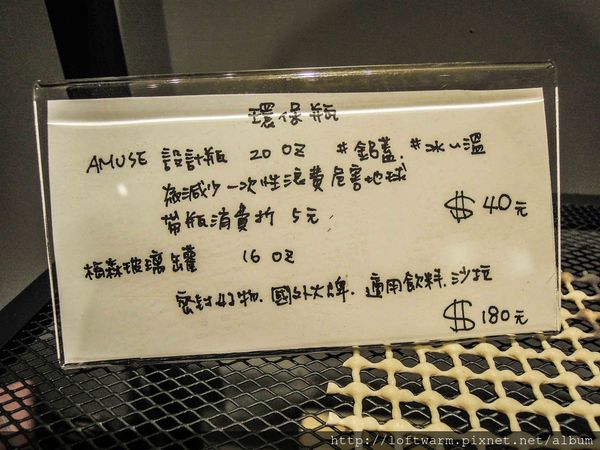 環保瓶
AMUSE 設計瓶 20 OZ #鋁蓋. #冰~溫
為減少一次性浪費危害地球
帶瓶消費折 5元
$40元
梅森玻璃罐 16 OZ
密封好物. 國外大牌. 適用飲料.沙拉
$180元
http://loftwarm.pixnet.net/album